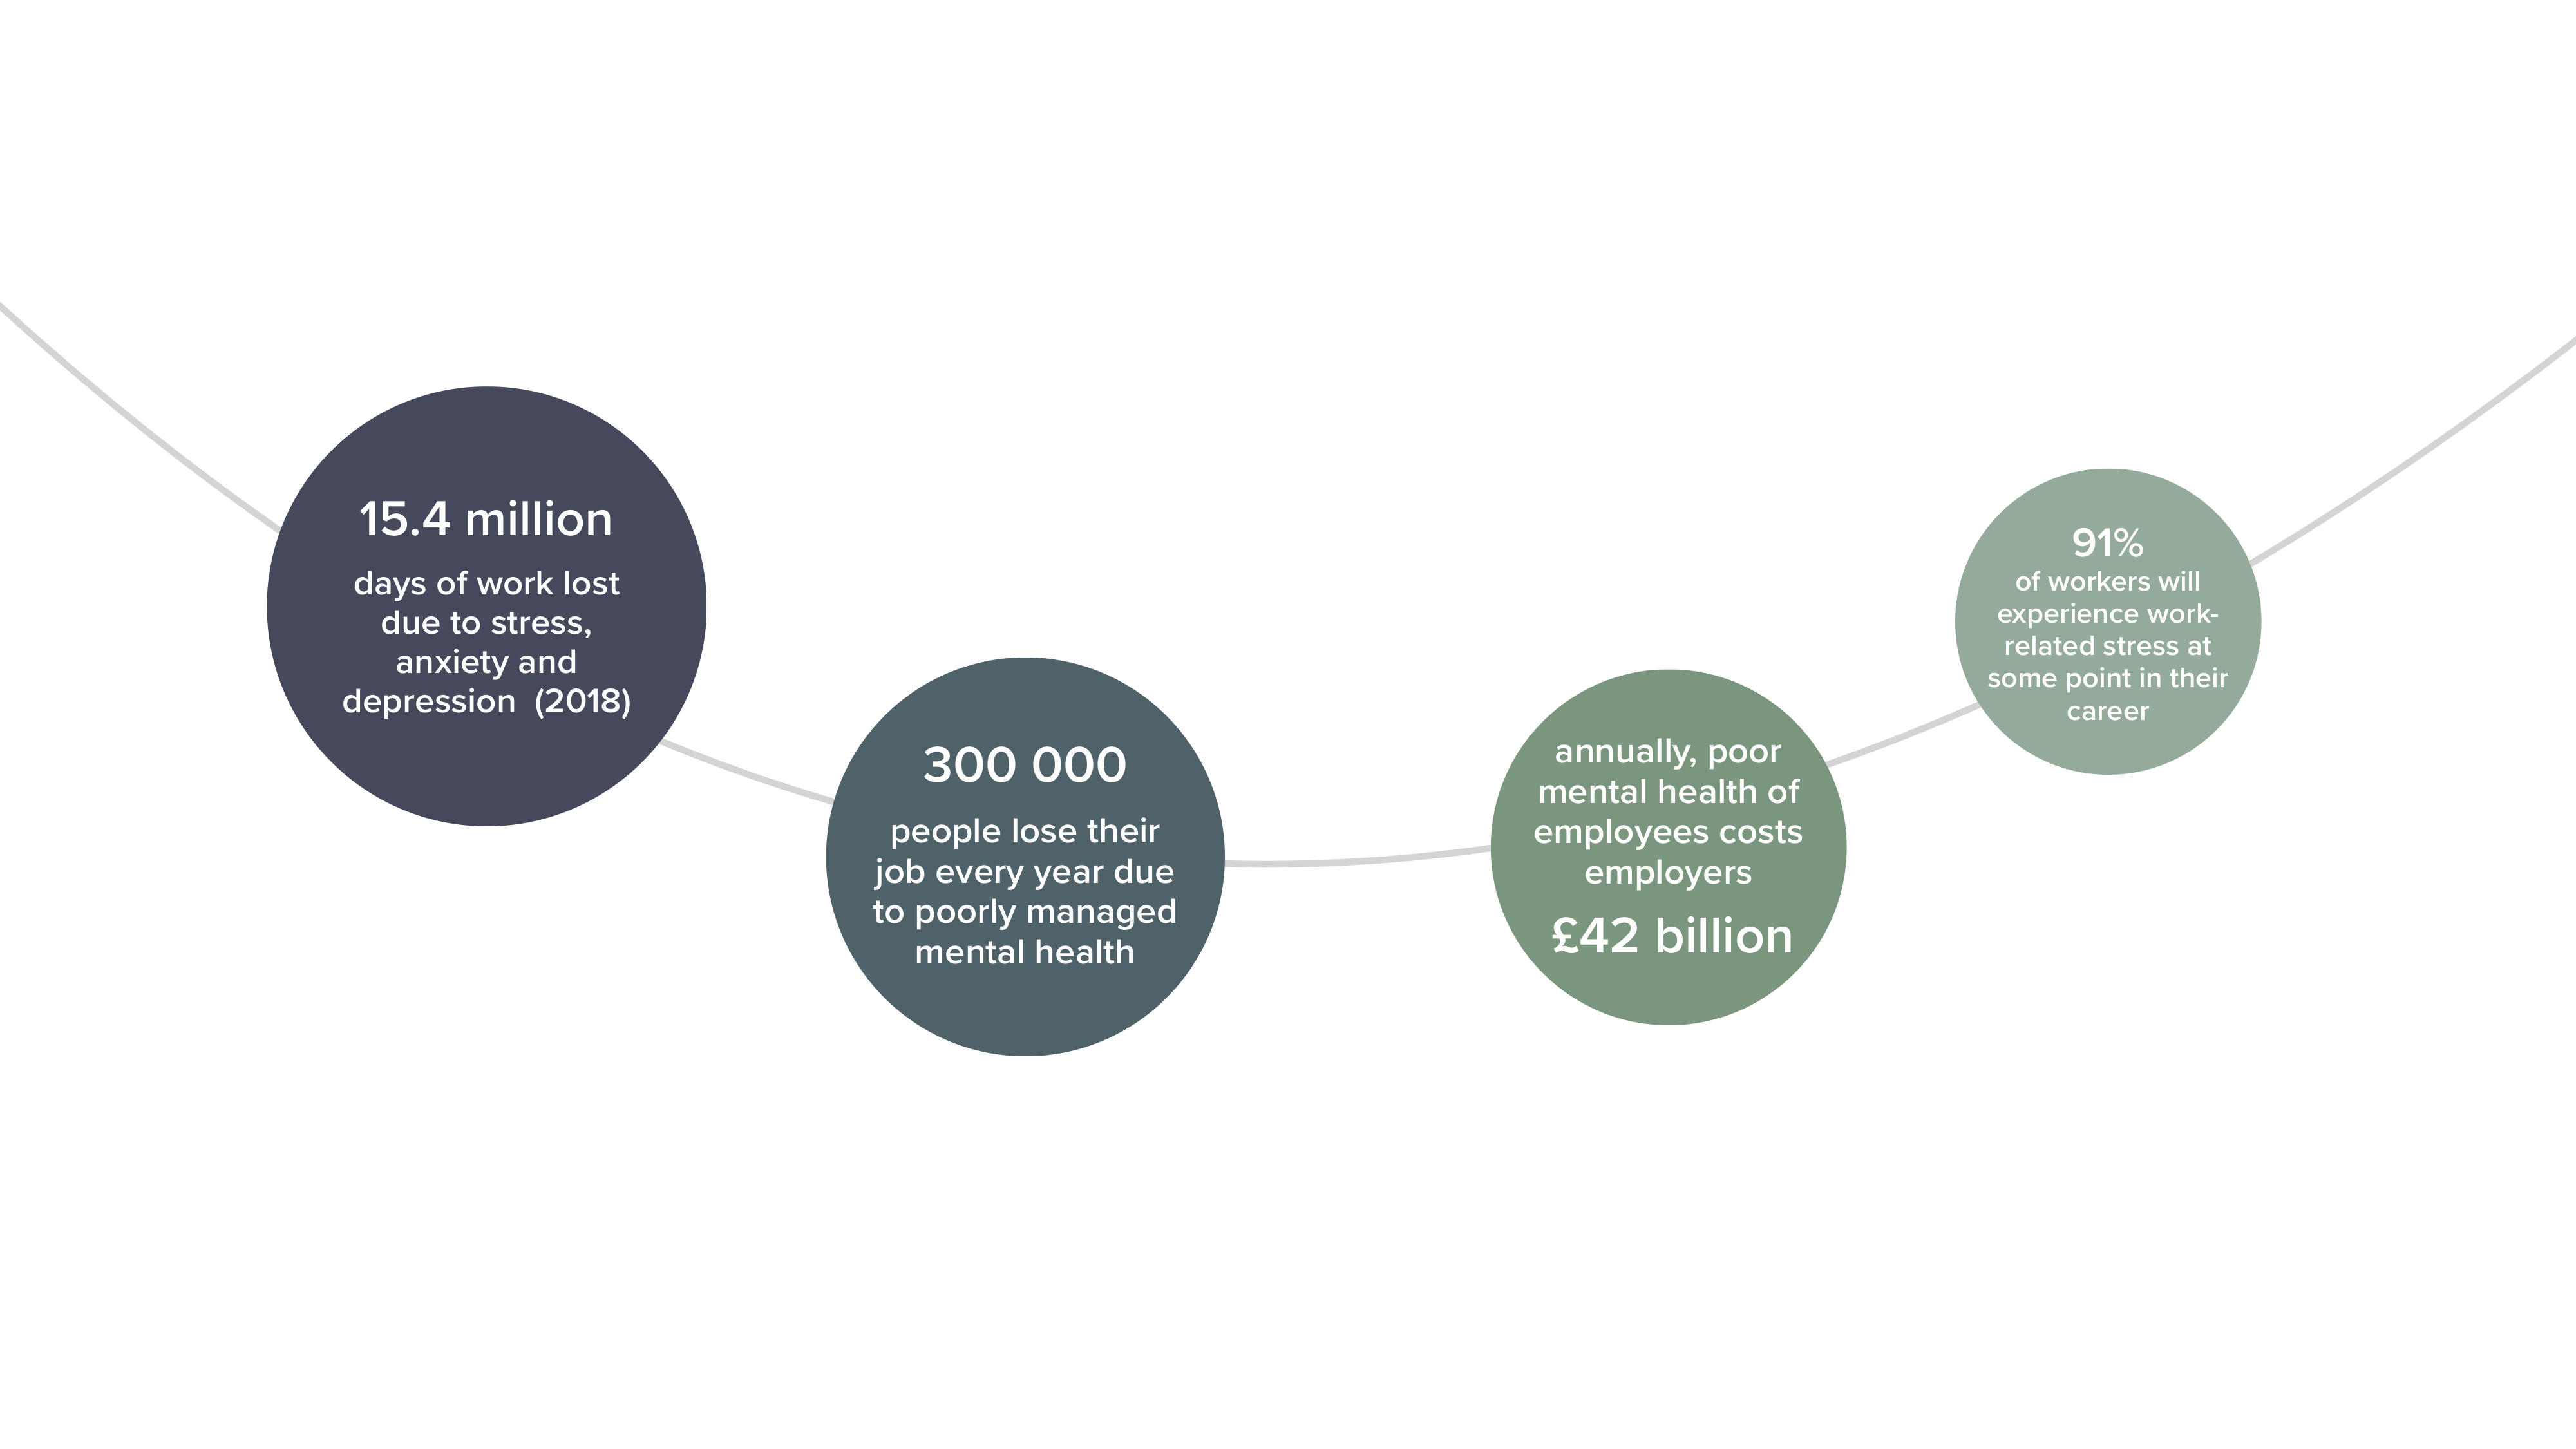 15.4 million
days of work lost
due to stress,
anxiety and
depression  (2018)
300 000
people lose their
job every year due
to poorly managed
mental health
annually, poor
mental health of
employees costs
employers
£42 billion
91%
of workers will
experience work-
related stress at
some point in their
career